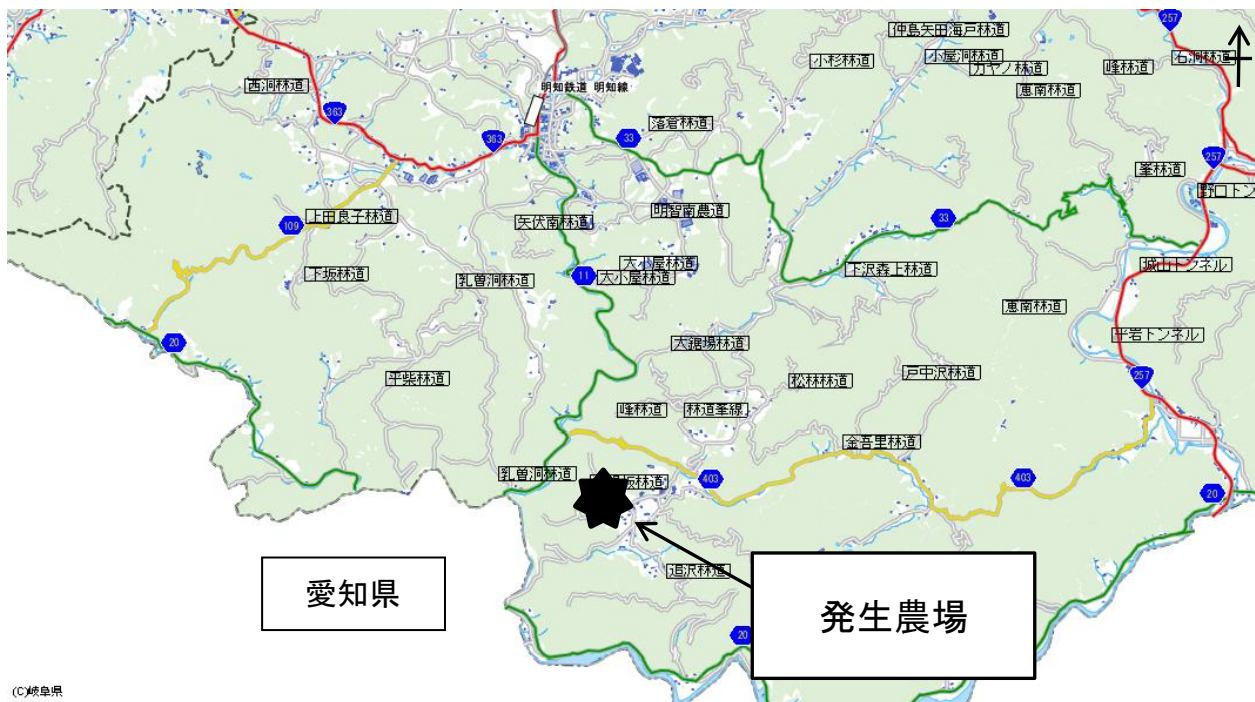 257
仲島矢田海戸林道
小杉林道
小屋洞林道
石洞林道
カヤノ林道
峰林道
西洞林道
明知鉄道 明知線
恵南林道
363
363
落倉林道
33
257
峯林道
野口トン
上田良子林道
109
矢伏南林道
明智南農道
33
下坂林道
乳曽洞林道
大小屋林道
11
大小屋林道
下沢森上林道
城山トンネル
恵南林道
平岩トンネル
20
大鋸場林道
平柴林道
松林林道
戸中沢林道
257
峰林道
林道峯線
金吾里林道
乳曽洞林道
坂林道
403
403
20
愛知県
追沢林道
発生農場
20
(C)岐阜県